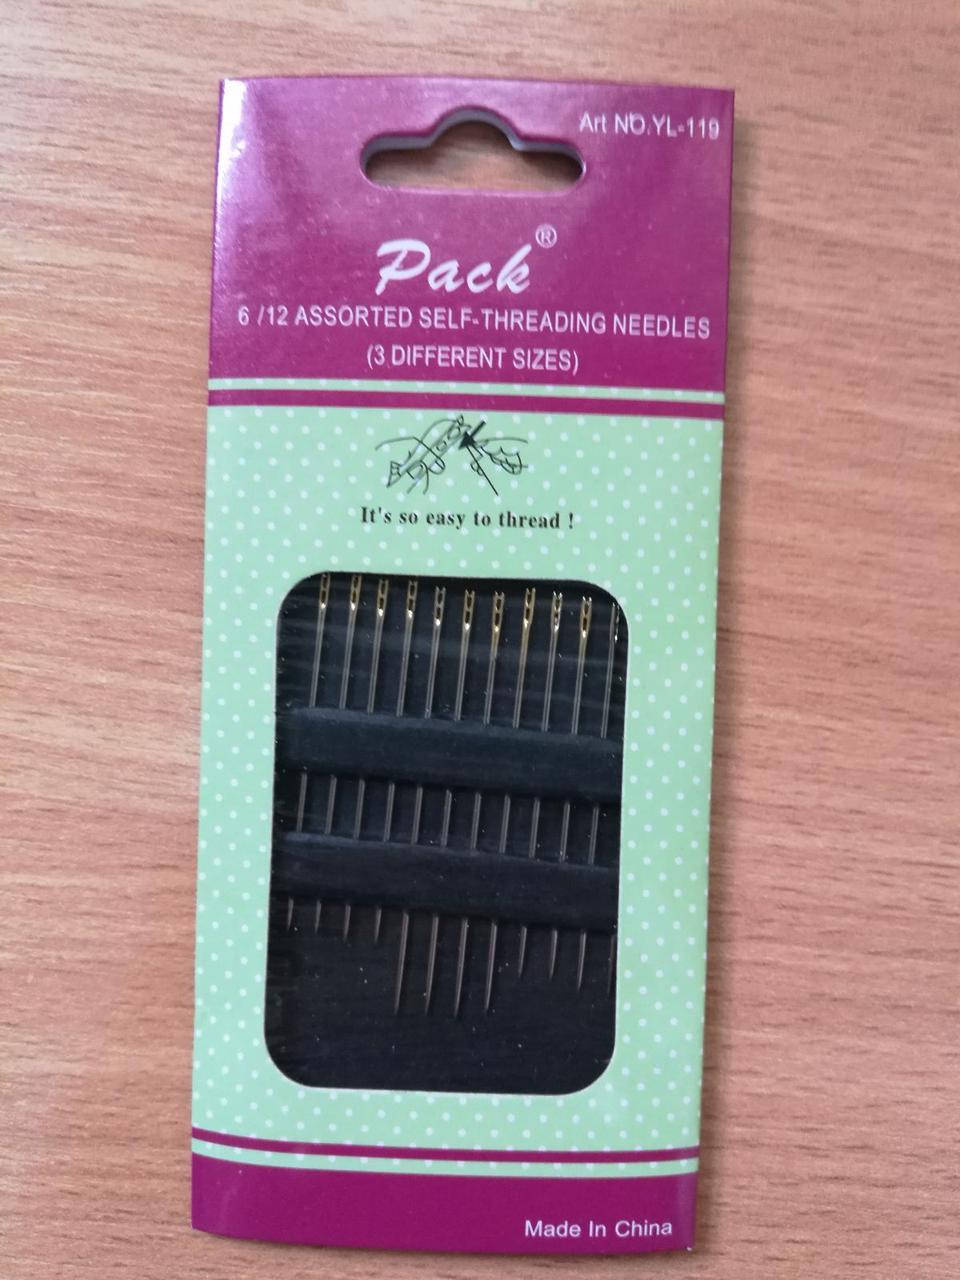 Art NO.YL-119
Pack®
6 /12 ASSORTED SELF-THREADING NEEDLES
(3 DIFFERENT SIZES)
It's so easy to thread !
Made In China